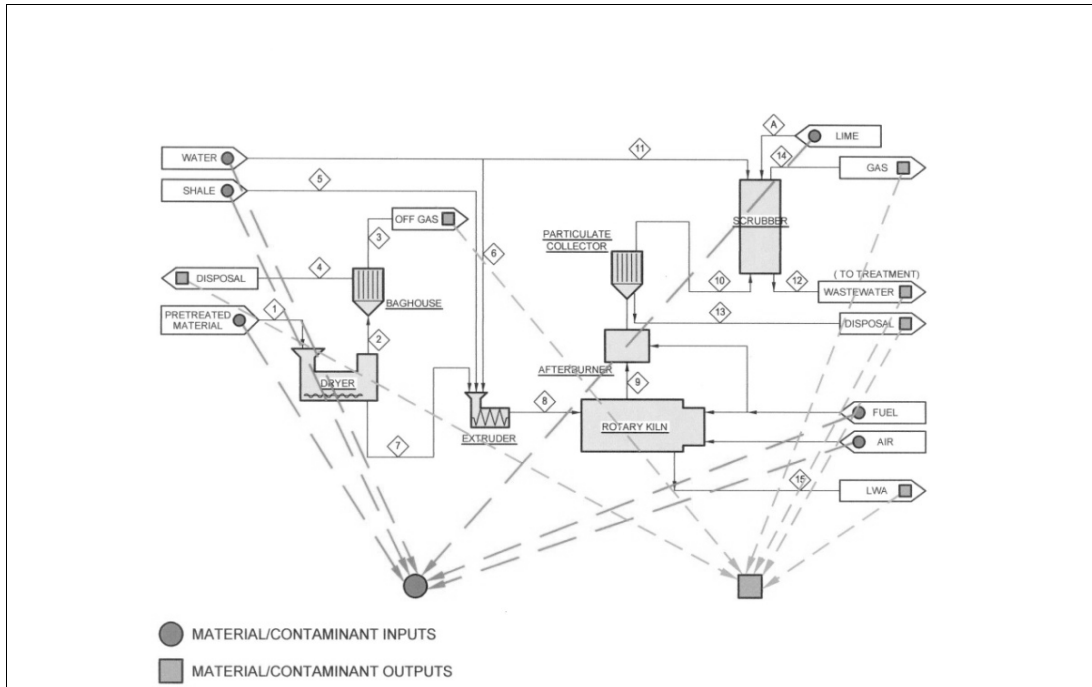 A
LIME
WATER
11
14
GAS
5
SHALE
SCRUBBER
OFF GAS
3
PARTICULATE
COLLECTOR
6
4
DISPOSAL
10
( TO TREATMENT)
12
WASTEWATER
BAGHOUSE
1
PRETREATED
MATERIAL
13
DISPOSAL
2
AFTERBURNER
DRYER
9
8
FUEL
ROTARY KILN
EXTRUDER
7
AIR
15
LWA
MATERIAL/CONTAMINANT INPUTS
MATERIAL/CONTAMINANT OUTPUTS